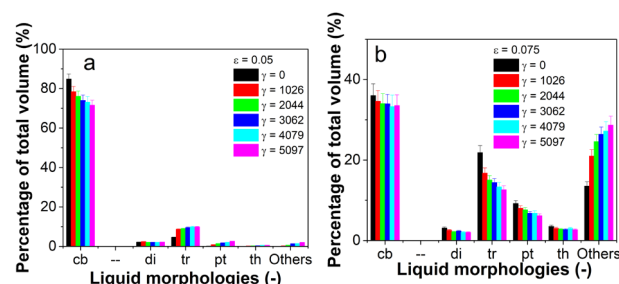 a
ε = 0.05
γ = 0
γ = 1026
γ = 2044
γ = 3062
γ = 4079
γ = 5097
100
80
60
40
20
0
cb -- di tr pt th Others
Percentage of total volume (%)
Liquid morphologies (-)
b
ε = 0.075
γ = 0
γ = 1026
γ = 2044
γ = 3062
γ = 4079
γ = 5097
40
20
0
cb -- di tr pt th Others
Percentage of total volume (%)
Liquid morphologies (-)